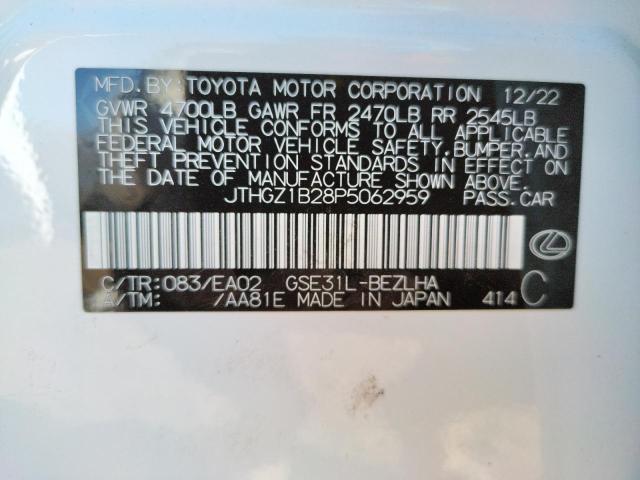 MFD. BY: TOYOTA MOTOR CORPORATION 12/22
GVWR 4700LB GAWR FR 2470LB RR 2545LB
THIS VEHICLE CONFORMS TO ALL APPLICABLE
FEDERAL MOTOR VEHICLE SAFETY, BUMPER, AND
THEFT PREVENTION STANDARDS IN EFFECT ON
THE DATE OF MANUFACTURE SHOWN ABOVE.
JTHGZ1B28P5062959 PASS.CAR
C/TR: 083/EA02 GSE31L-BEZLHA
A/TM: /AA81E MADE IN JAPAN 414 C